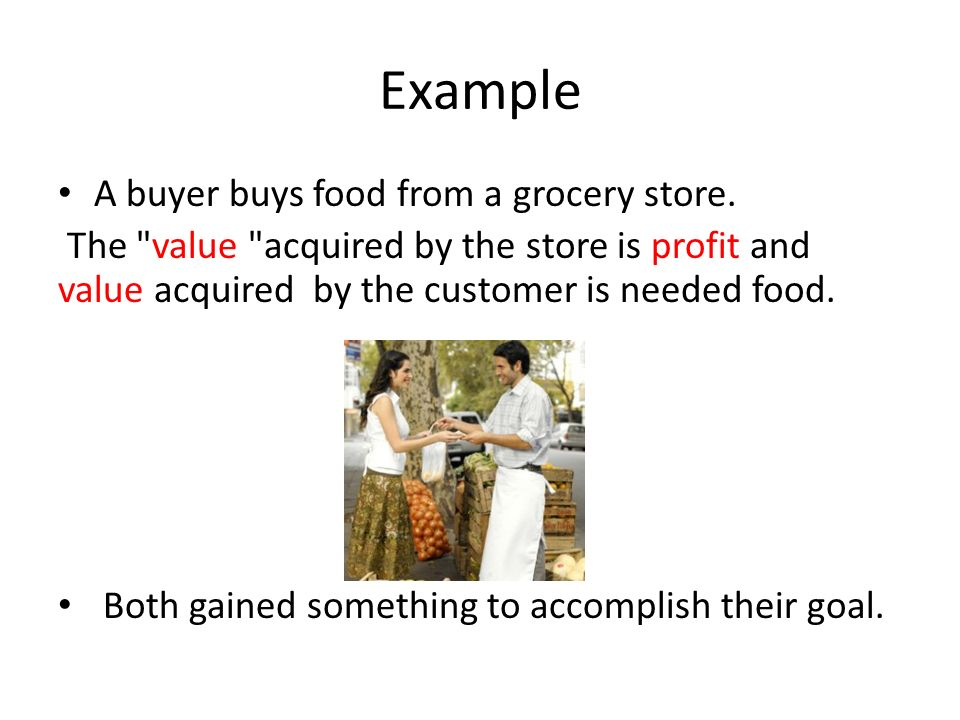 Example
• A buyer buys food from a grocery store.
The "value "acquired by the store is profit and
value acquired by the customer is needed food.
• Both gained something to accomplish their goal.